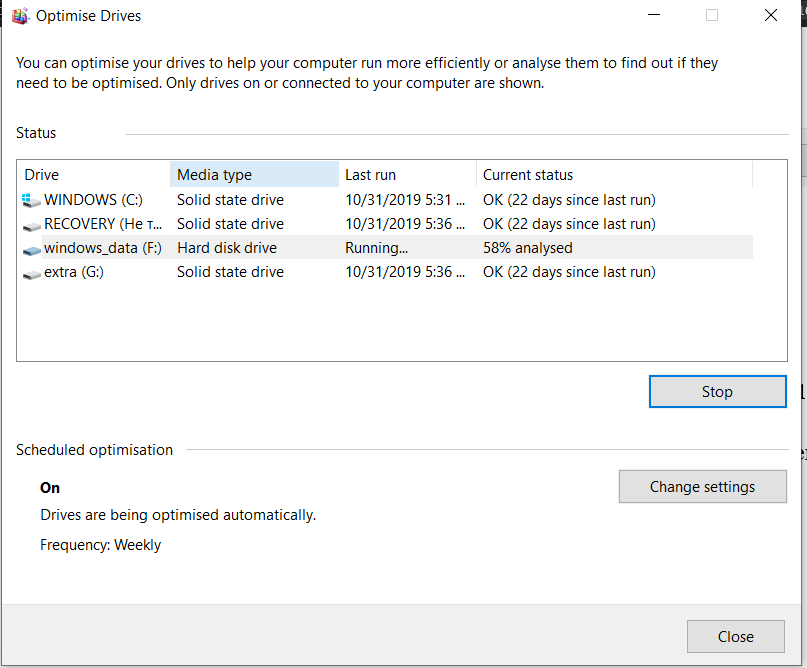 Optimise Drives
You can optimise your drives to help your computer run more efficiently or analyse them to find out if they
need to be optimised. Only drives on or connected to your computer are shown.
Status
Drive Media type Last run Current status
WINDOWS (C:) Solid state drive 10/31/2019 5:31 ... OK (22 days since last run)
RECOVERY (Не т... Solid state drive 10/31/2019 5:36 ... OK (22 days since last run)
windows_data (F:) Hard disk drive Running... 58% analysed
extra (G:) Solid state drive 10/31/2019 5:36 ... OK (22 days since last run)
Stop
Scheduled optimisation
On
Change settings
Drives are being optimised automatically.
Frequency: Weekly
Close